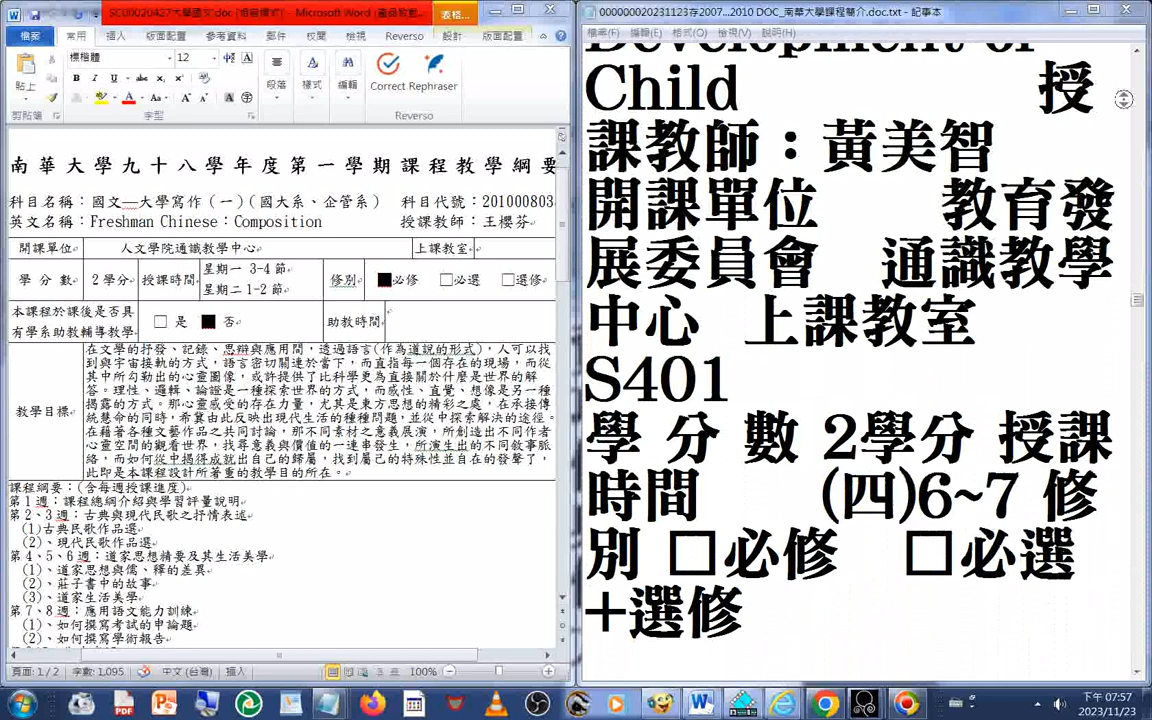 SC00020427大學國文.doc [相容模式] - Microsoft Word (產品啟動...
表格...
檔案 常用 插入 版面配置 參考資料 郵件 校閱 檢視 Reverso 設計 版面配置
標楷體 12
貼上 段落 樣式 編輯 Correct Rephraser
剪貼簿 字型 Reverso
南華大學九十八學年度第一學期課程教學綱要
科目名稱：國文—大學寫作（一）(國大系、企管系) 科目代號：201000803
英文名稱：Freshman Chinese：Composition 授課教師：王櫻芬
開課單位 人文學院通識教學中心 上課教室
學 分 數 2學分 授課時間 星期一 3-4節 修別 ■必修 □必選 □選修
星期二1-2節
本課程於課後是否具 □ 是 ■ 否 助教時間
有學系助教輔導教學
教學目標
在文學的抒發、記錄、思辯與應用間，透過語言(作為道說的形式)，人可以找
到與宇宙接軌的方式，語言密切關連於當下，而直指每一個存在的現場，而從
其中所勾勒出的心靈圖像，或許提供了比科學更為直接關於什麼是世界的解
答。理性、邏輯、論證是一種探索世界的方式，而感性、直覺、想像是另一種
揭露的方式。那心靈感受的存在力量，尤其是東方思想的精彩之處，在承接傳
統慧命的同時，希冀由此反映出現代生活的種種問題，並從中探索解決的途徑。
在藉著各種文藝作品之共同討論，那不同素材之意義展演，所創造出不同作者
心靈空間的觀看世界，找尋意義與價值的一連串發生，所演生出的不同敘事脈
絡，而如何從中揭得成就出自己的歸屬，找到屬己的特殊性並自在的發聲了，
此即是本課程設計所著重的教學目的所在。
課程綱要：(含每週授課進度)
第1週：課程總綱介紹與學習評量說明
第2、3週：古典與現代民歌之抒情表述
(1)古典民歌作品選
(2)、現代民歌作品選
第4、5、6週：道家思想精要及其生活美學
(1)、道家思想與儒、釋的差異
(2)、莊子書中的故事
(3)、道家生活美學
第7、8週：應用語文能力訓練
(1)、如何撰寫考試的申論題
(2)、如何撰寫學術報告
頁面: 1/2 字數: 1,095 中文(台灣) 插入 100%
000000020231123存2007...2010 DOC_南華大學課程簡介.doc.txt - 記事本
檔案(F) 編輯(E) 格式(O) 檢視(V) 說明(H)
Development of
Child 授
課教師：黃美智
開課單位 教育發
展委員會 通識教學
中心 上課教室
S401
學 分 數 2學分 授課
時間 (四)6~7 修
別 □必修 □必選
+選修
下午 07:57
2023/11/23